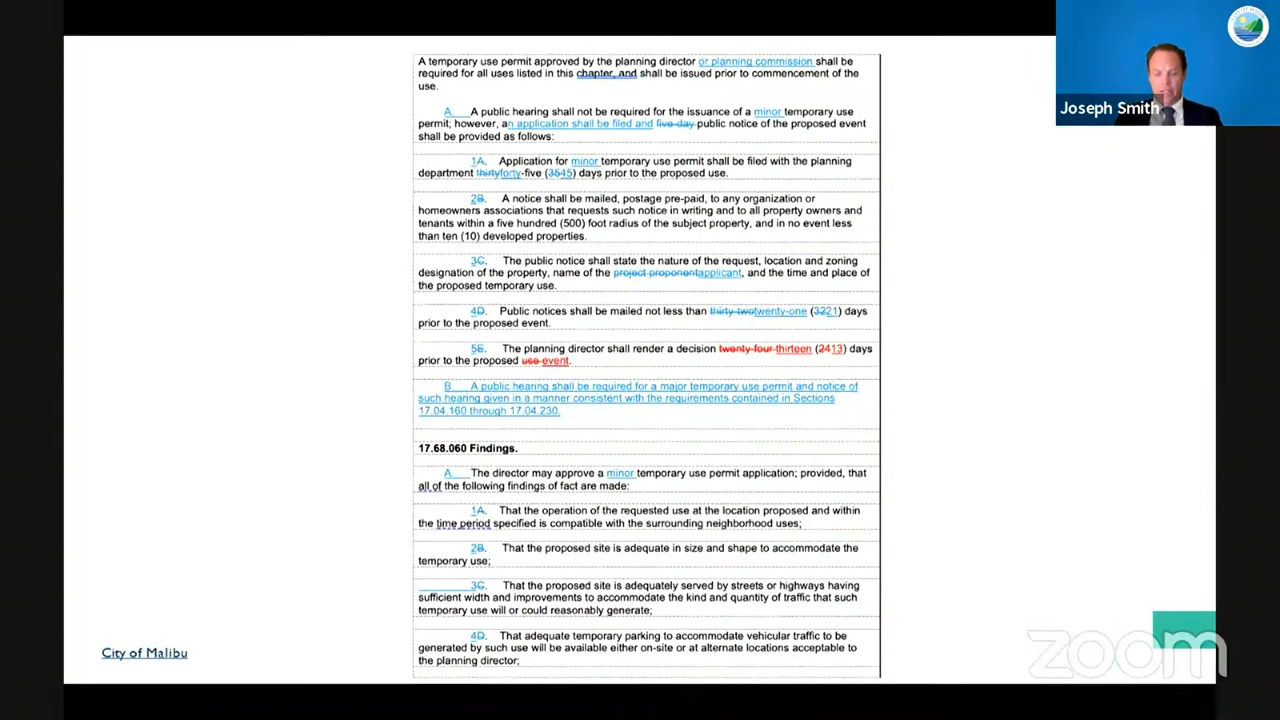 A temporary use permit approved by the planning director or planning commission shall be
required for all uses listed in this chapter, and shall be issued prior to commencement of the
use.
A. A public hearing shall not be required for the issuance of a minor temporary use
permit; however, an application shall be filed and five-day public notice of the proposed event
shall be provided as follows:
1A. Application for minor temporary use permit shall be filed with the planning
department thirtyforty-five (3545) days prior to the proposed use.
2B. A notice shall be mailed, postage pre-paid, to any organization or
homeowners associations that requests such notice in writing and to all property owners and
tenants within a five hundred (500) foot radius of the subject property, and in no event less
than ten (10) developed properties.
3C. The public notice shall state the nature of the request, location and zoning
designation of the property, name of the project proponentapplicant, and the time and place of
the proposed temporary use.
4D. Public notices shall be mailed not less than thirty-twotwenty-one (3221) days
prior to the proposed event.
5E. The planning director shall render a decision twenty-four thirteen (2413) days
prior to the proposed use event.
B. A public hearing shall be required for a major temporary use permit and notice of
such hearing given in a manner consistent with the requirements contained in Sections
17.04.160 through 17.04.230.
17.68.060 Findings.
A. The director may approve a minor temporary use permit application; provided, that
all of the following findings of fact are made:
1A. That the operation of the requested use at the location proposed and within
the time period specified is compatible with the surrounding neighborhood uses;
2B. That the proposed site is adequate in size and shape to accommodate the
temporary use;
3C. That the proposed site is adequately served by streets or highways having
sufficient width and improvements to accommodate the kind and quantity of traffic that such
temporary use will or could reasonably generate;
4D. That adequate temporary parking to accommodate vehicular traffic to be
generated by such use will be available either on-site or at alternate locations acceptable to
the planning director;
City of Malibu
Joseph Smith
zoom